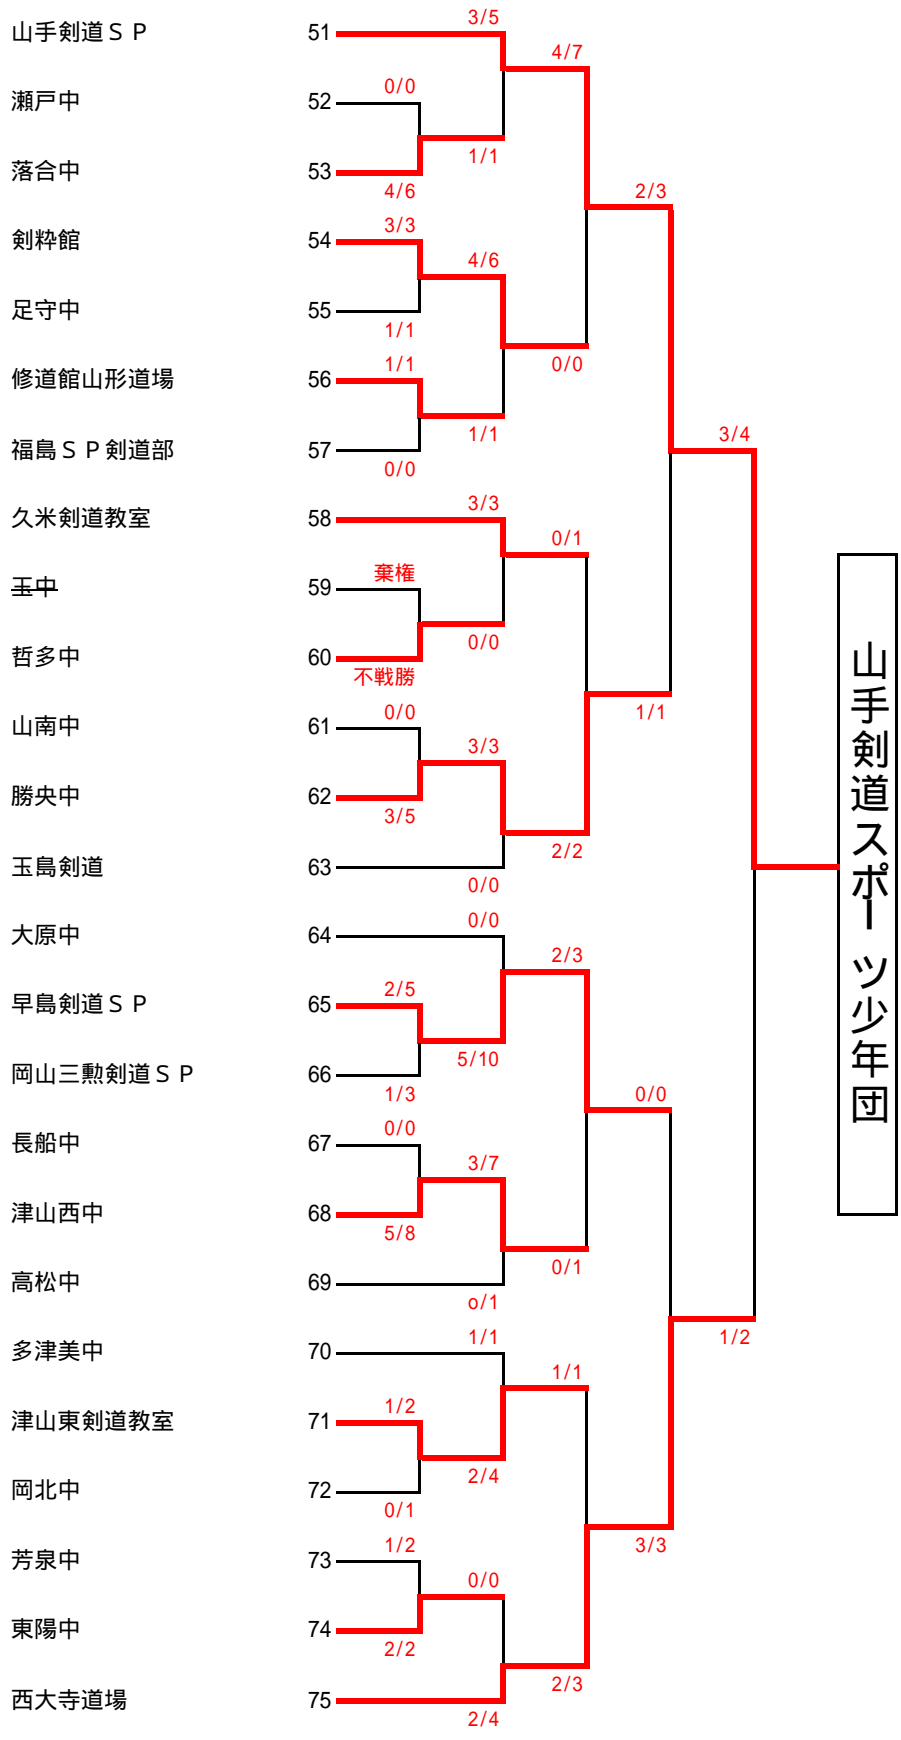 3/5
山手剣道ＳＰ 51
4/7
0/0
瀬戸中 52
1/1
落合中 53
4/6
2/3
3/3
剣粋館 54
4/6
足守中 55
1/1
1/1
0/0
修道館山形道場 56
1/1
3/4
福島ＳＰ剣道部 57
0/0
3/3
久米剣道教室 58
0/1
棄権
玉中 59
0/0
哲多中 60
不戦勝
0/0
1/1
山南中 61
3/3
勝央中 62
3/5
2/2
玉島剣道 63
0/0
0/0
大原中 64
2/3
2/5
早島剣道ＳＰ 65
5/10
岡山三勲剣道ＳＰ 66
1/3
0/0
0/0
長船中 67
3/7
津山西中 68
5/8
0/1
高松中 69
o/1
1/1
1/2
多津美中 70
1/1
1/2
津山東剣道教室 71
2/4
岡北中 72
0/1
1/2
3/3
芳泉中 73
0/0
東陽中 74
2/2
2/3
西大寺道場 75
2/4
山手剣道スポーツ少年団